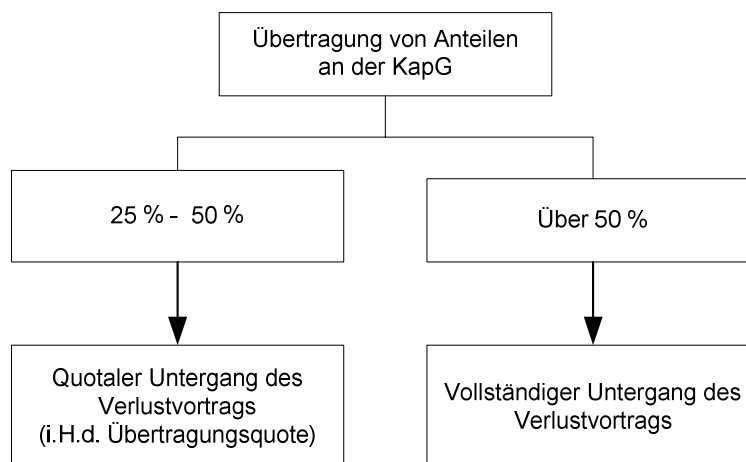 Übertragung von Anteilen
an der KapG
25 % - 50 %
Über 50 %
Quotaler Untergang des
Verlustvortrags
(i.H.d. Übertragungsquote)
Vollständiger Untergang des
Verlustvortrags